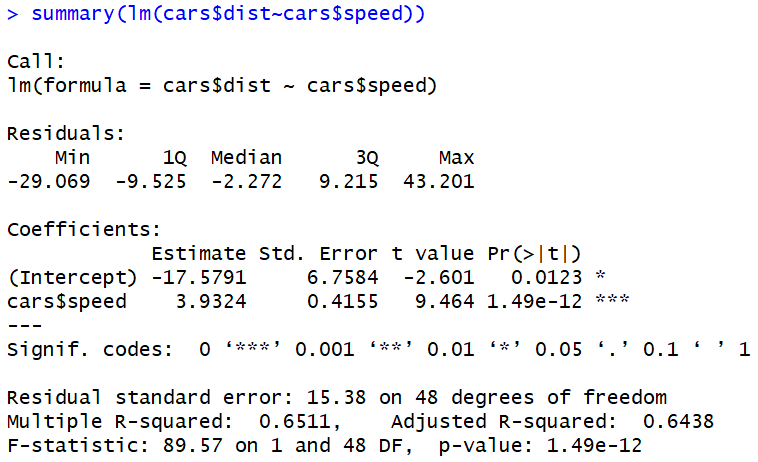 > summary(lm(cars$dist~cars$speed))
Call:
lm(formula = cars$dist ~ cars$speed)
Residuals:
    Min      1Q  Median      3Q     Max
-29.069  -9.525  -2.272   9.215  43.201
Coefficients:
            Estimate Std. Error t value Pr(>|t|)
(Intercept) -17.5791     6.7584  -2.601   0.0123 *
cars$speed    3.9324     0.4155   9.464 1.49e-12 ***
---
Signif. codes:  0 ‘***’ 0.001 ‘**’ 0.01 ‘*’ 0.05 ‘.’ 0.1 ‘ ’ 1
Residual standard error: 15.38 on 48 degrees of freedom
Multiple R-squared:  0.6511,    Adjusted R-squared:  0.6438
F-statistic: 89.57 on 1 and 48 DF,  p-value: 1.49e-12